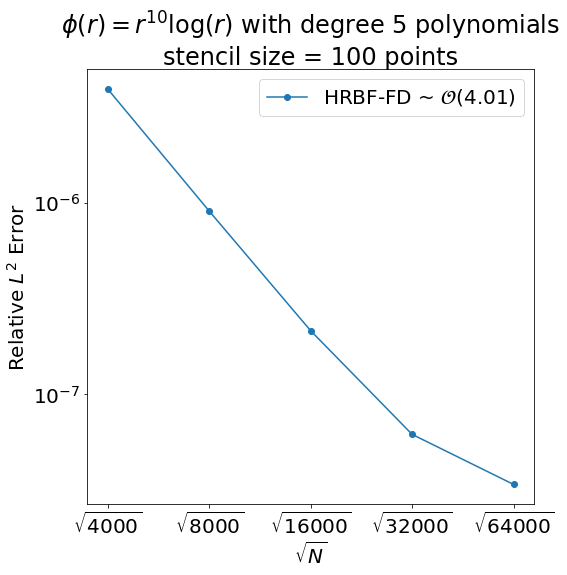 ϕ(r) = r¹⁰log(r) with degree 5 polynomials
stencil size = 100 points
HRBF-FD ~ 𝒪(4.01)
Relative L² Error
10⁻⁶
10⁻⁷
√4000 √8000 √16000 √32000 √64000
√N